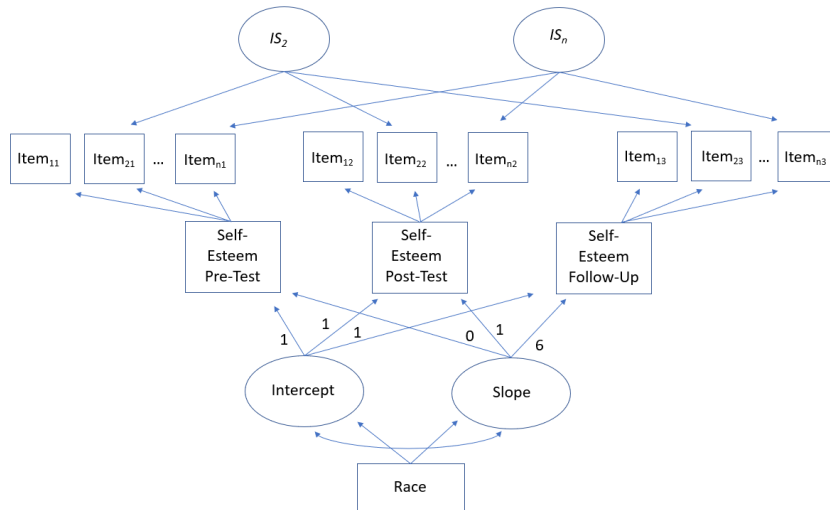 IS₂ ISₙ
Item₁₁ Item₂₁ ... Itemₙ₁ Item₁₂ Item₂₂ ... Itemₙ₂ Item₁₃ Item₂₃ ... Itemₙ₃
Self-
Esteem
Pre-Test
Self-
Esteem
Post-Test
Self-
Esteem
Follow-Up
1 1 1 0 1 6
Intercept Slope
Race